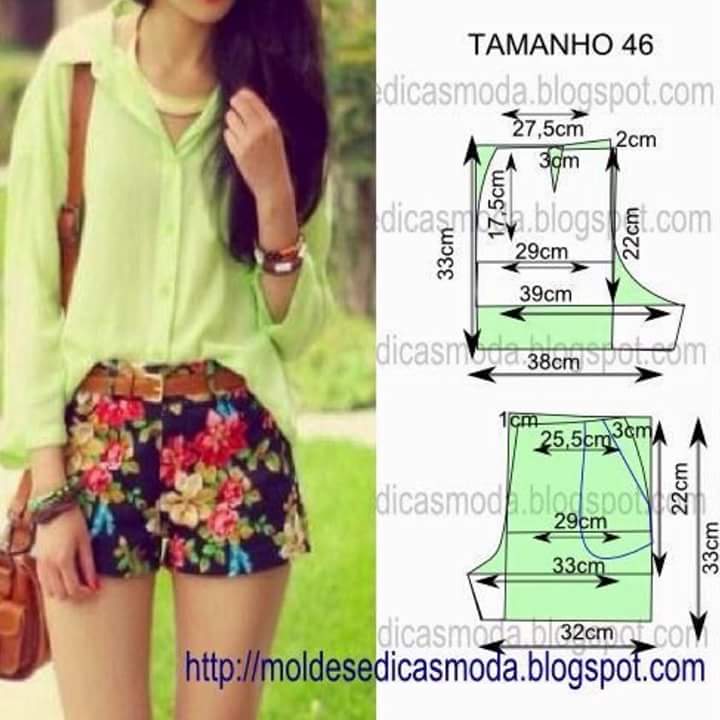 TAMANHO 46
edicasmoda.blogspot.com
27,5cm
2cm
3cm
17,5cm
edicasmoda.blogspot.com
33cm
22cm
29cm
39cm
edicasmoda.blogspot.com
38cm
1cm
3cm
25,5cm
22cm
edicasmoda.blogspot.com
29cm
33cm
33cm
edicasmoda.blogspot.com
32cm
http://moldesedicasmoda.blogspot.com